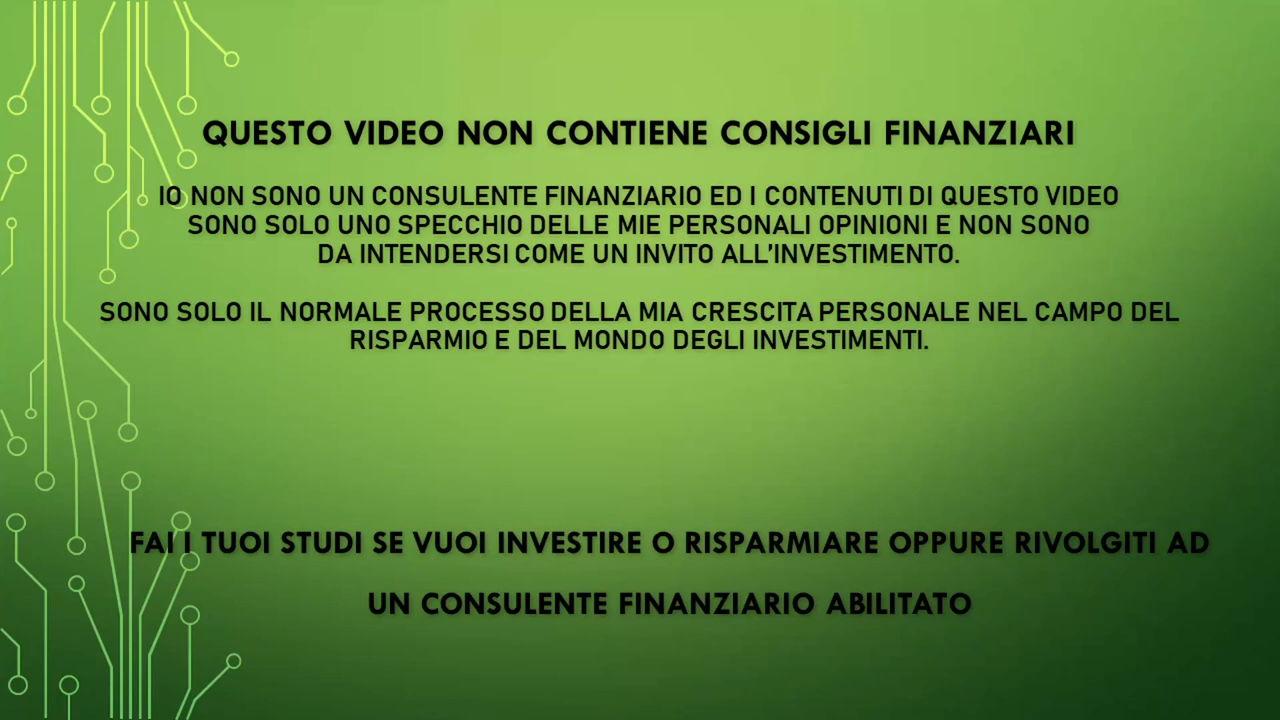 QUESTO VIDEO NON CONTIENE CONSIGLI FINANZIARI
IO NON SONO UN CONSULENTE FINANZIARIO ED I CONTENUTI DI QUESTO VIDEO
SONO SOLO UNO SPECCHIO DELLE MIE PERSONALI OPINIONI E NON SONO
DA INTENDERSI COME UN INVITO ALL'INVESTIMENTO.
SONO SOLO IL NORMALE PROCESSO DELLA MIA CRESCITA PERSONALE NEL CAMPO DEL
RISPARMIO E DEL MONDO DEGLI INVESTIMENTI.
FAI I TUOI STUDI SE VUOI INVESTIRE O RISPARMIARE OPPURE RIVOLGITI AD
UN CONSULENTE FINANZIARIO ABILITATO